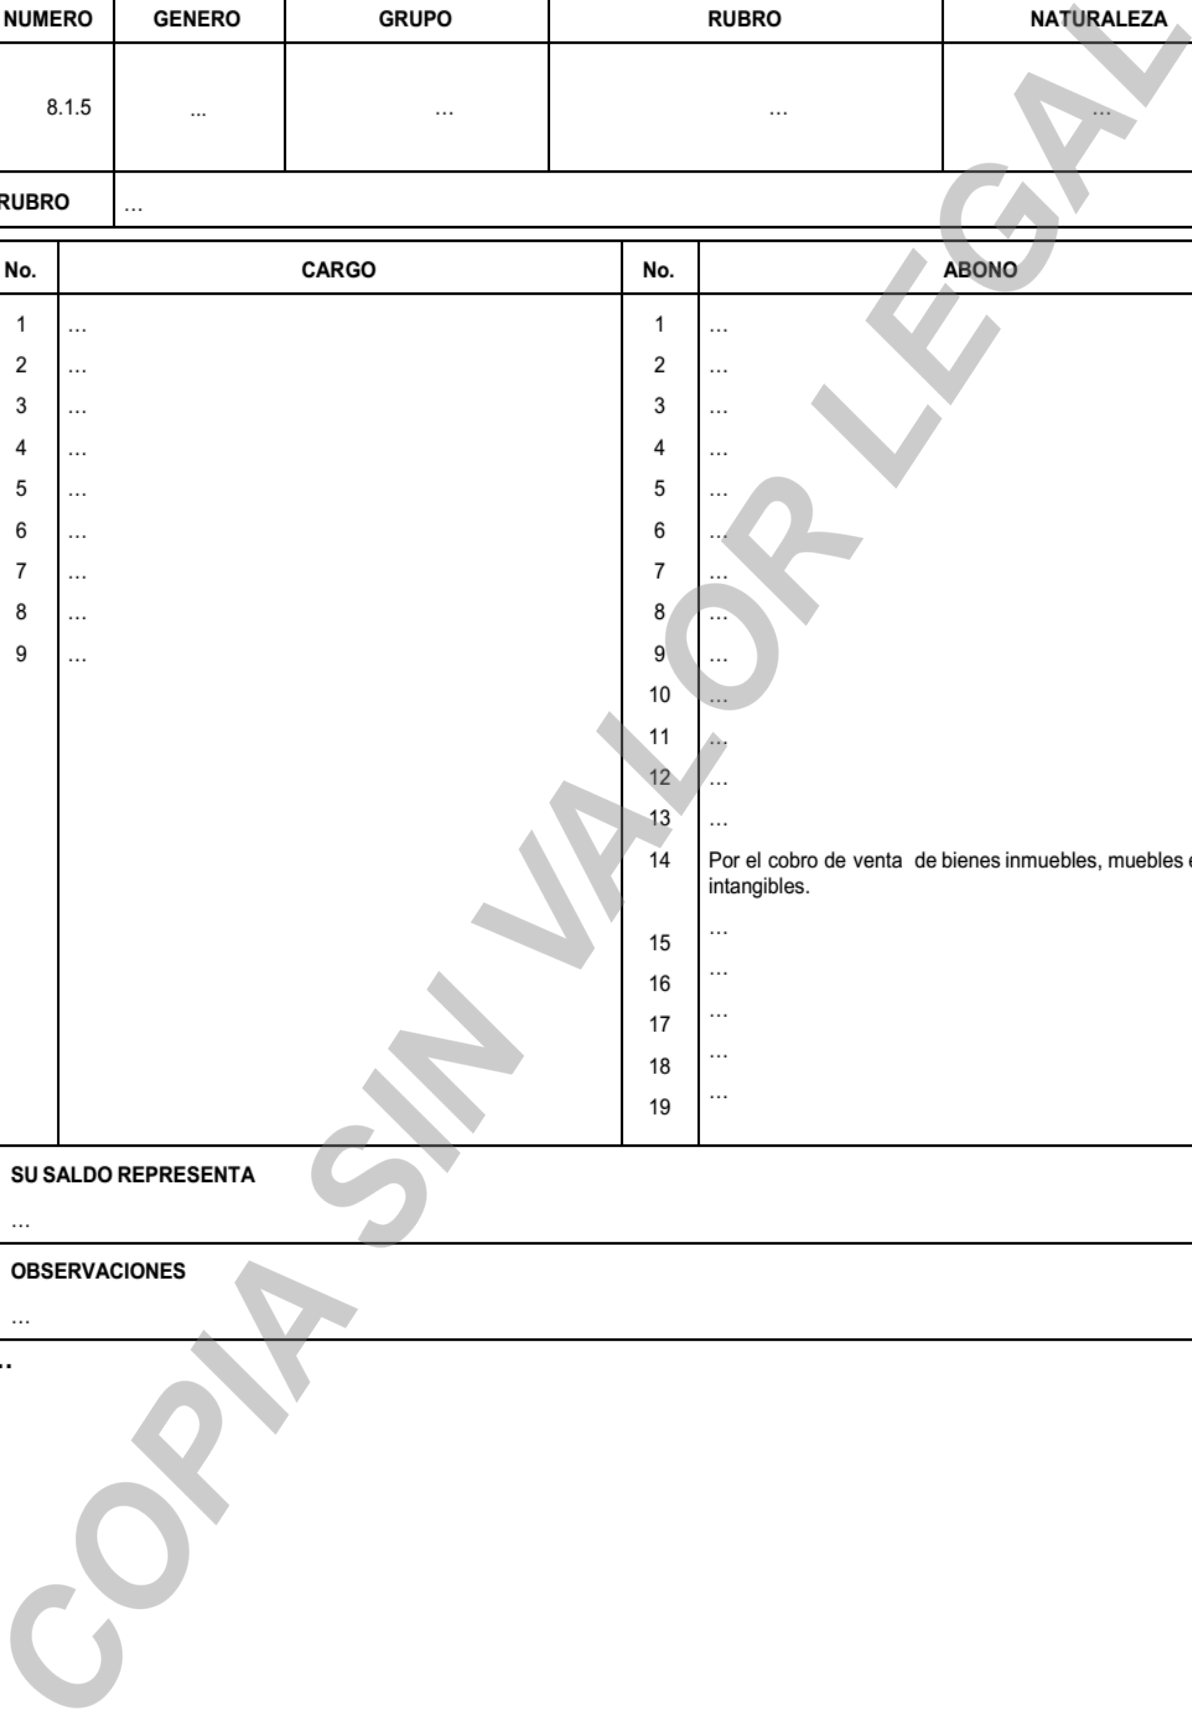 NUMERO GENERO GRUPO RUBRO NATURALEZA
8.1.5 ... … … …
RUBRO …
No. CARGO No. ABONO
1 … 1 …
2 … 2 …
3 … 3 …
4 … 4 …
5 … 5 …
6 … 6 …
7 … 7 …
8 … 8 …
9 … 9 …
10 …
11 …
12 …
13 …
14 Por el cobro de venta de bienes inmuebles, muebles e
intangibles.
15 …
16 …
17 …
18 …
19 …
SU SALDO REPRESENTA
…
OBSERVACIONES
…
..
COPIA SIN VALOR LEGAL